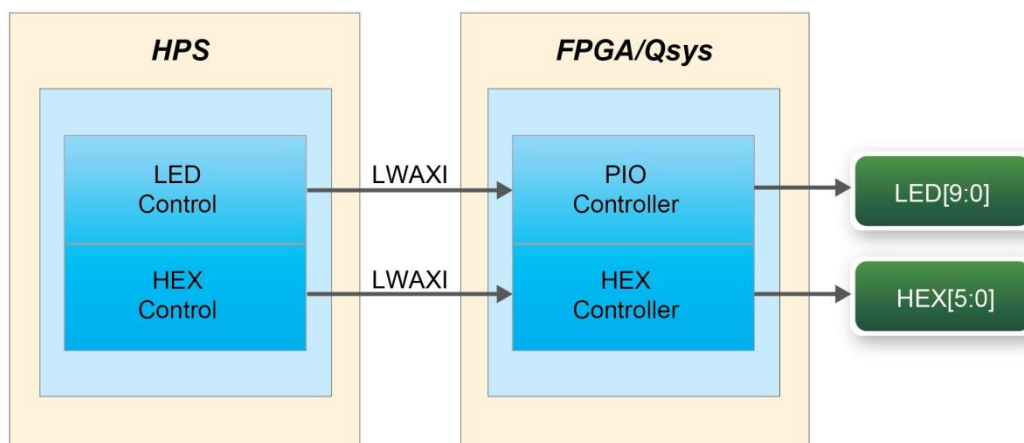 HPS
FPGA/Qsys
LED
Control
LWAXI
PIO
Controller
LED[9:0]
HEX
Control
LWAXI
HEX
Controller
HEX[5:0]